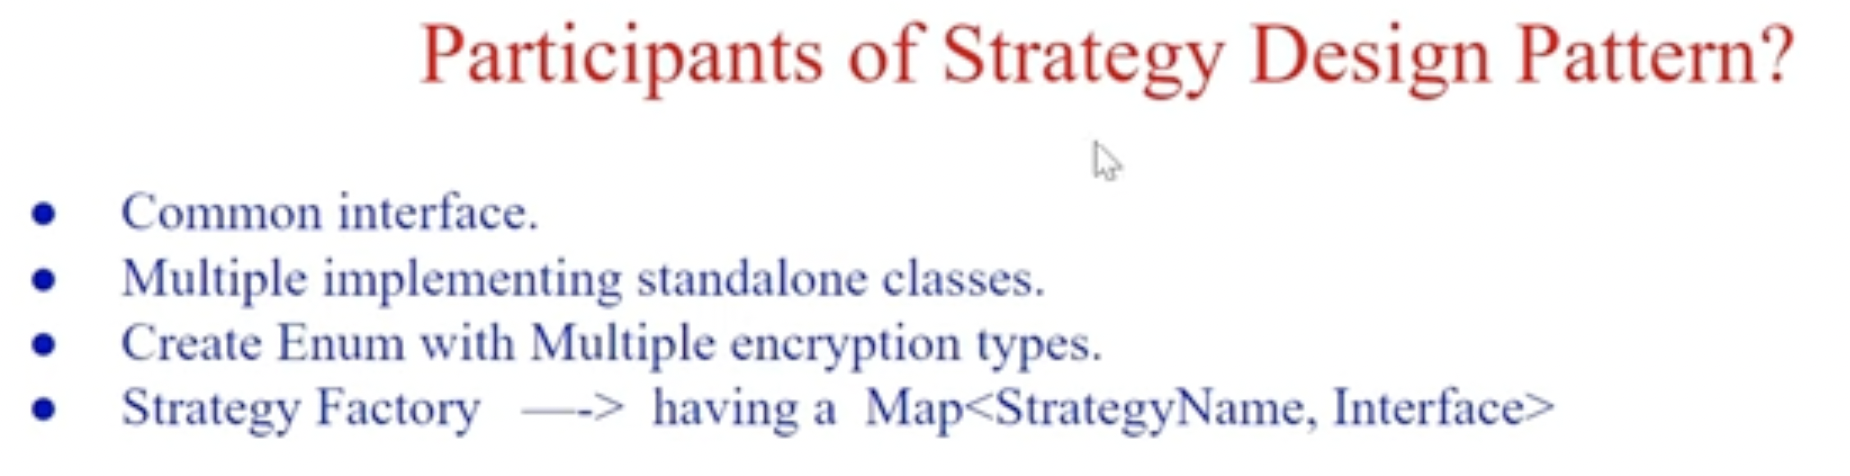 Participants of Strategy Design Pattern?
● Common interface.
● Multiple implementing standalone classes.
● Create Enum with Multiple encryption types.
● Strategy Factory —-> having a Map<StrategyName, Interface>